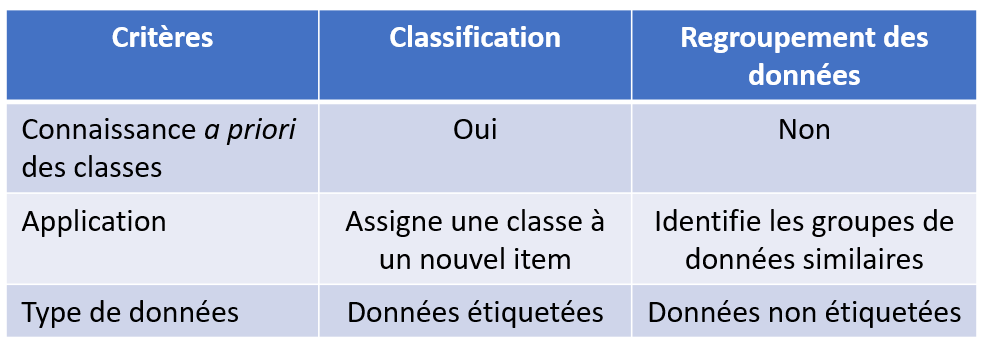 Critères
Classification
Regroupement des
données
Connaissance a priori
des classes
Oui
Non
Application
Assigne une classe à
un nouvel item
Identifie les groupes de
données similaires
Type de données
Données étiquetées
Données non étiquetées